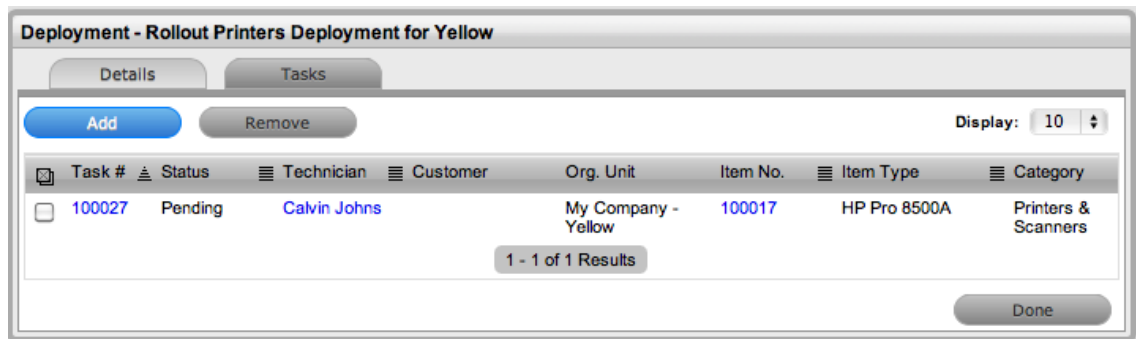 Deployment - Rollout Printers Deployment for Yellow
Details Tasks
Add Remove Display: 10
Task # Status Technician Customer Org. Unit Item No. Item Type Category
100027 Pending Calvin Johns My Company - 100017 HP Pro 8500A Printers &
Yellow Scanners
1 - 1 of 1 Results
Done